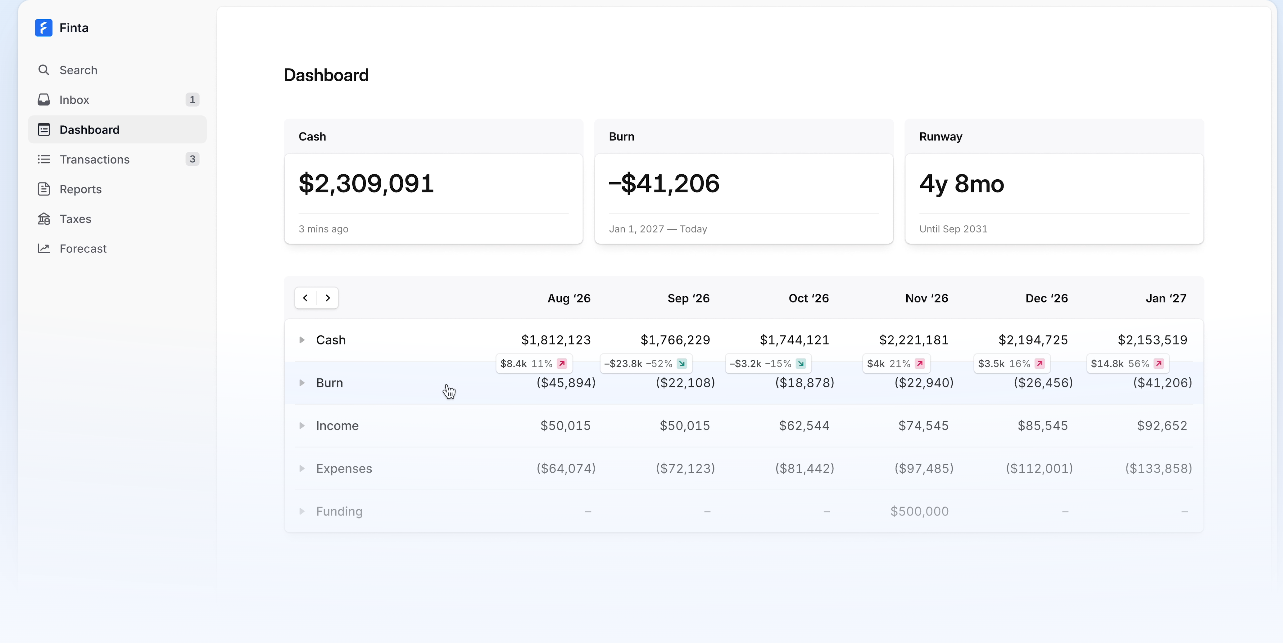 Finta
Search
Inbox 1
Dashboard
Transactions 3
Reports
Taxes
Forecast
Dashboard
Cash
$2,309,091
3 mins ago
Burn
–$41,206
Jan 1, 2027 — Today
Runway
4y 8mo
Until Sep 2031
Aug ‘26 Sep ‘26 Oct ‘26 Nov ‘26 Dec ‘26 Jan ‘27
Cash $1,812,123 $1,766,229 $1,744,121 $2,221,181 $2,194,725 $2,153,519
$8.4k 11% –$23.8k –52% –$3.2k –15% $4k 21% $3.5k 16% $14.8k 56%
Burn ($45,894) ($22,108) ($18,878) ($22,940) ($26,456) ($41,206)
Income $50,015 $50,015 $62,544 $74,545 $85,545 $92,652
Expenses ($64,074) ($72,123) ($81,442) ($97,485) ($112,001) ($133,858)
Funding – – – $500,000 – –